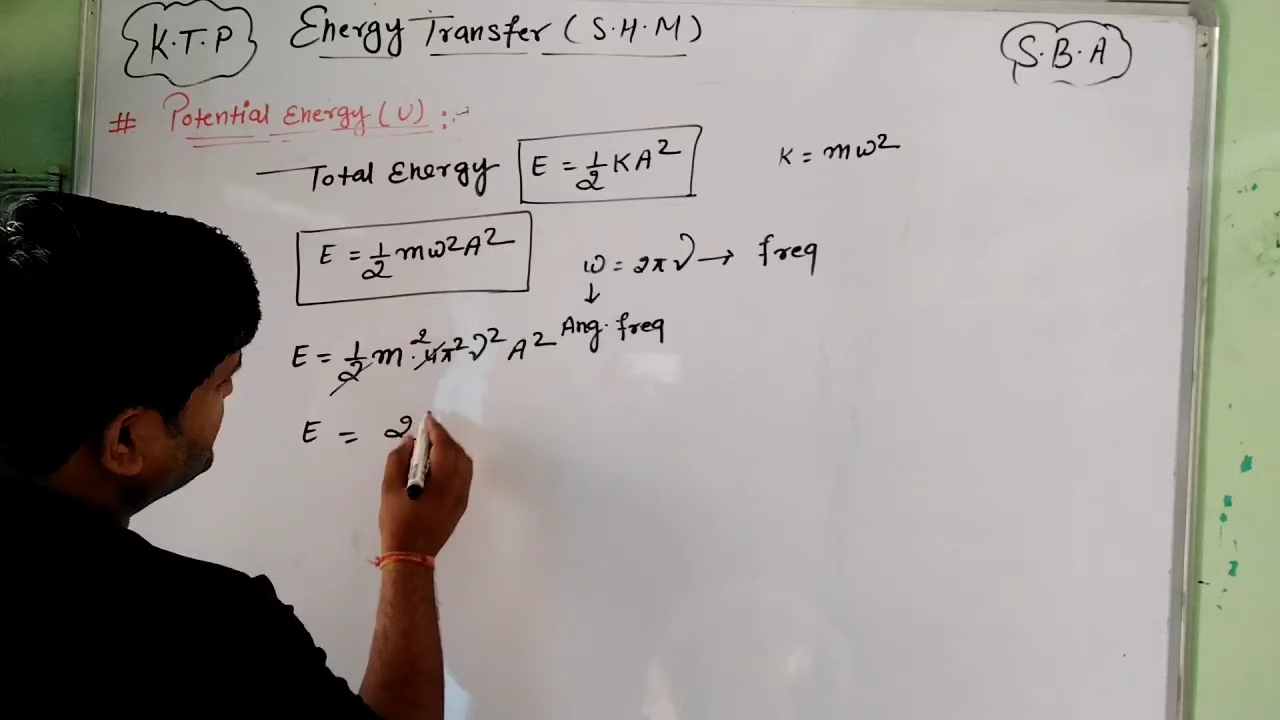 K.T.P Energy Transfer (S.H.M) S.B.A
# Potential Energy (U) :-
Total Energy E = 1/2 KA² K = mω²
E = 1/2 mω²A² ω = 2πν → freq
↓
Ang. freq
E = 1/2 m · 4π²ν²A² 2
E = 2